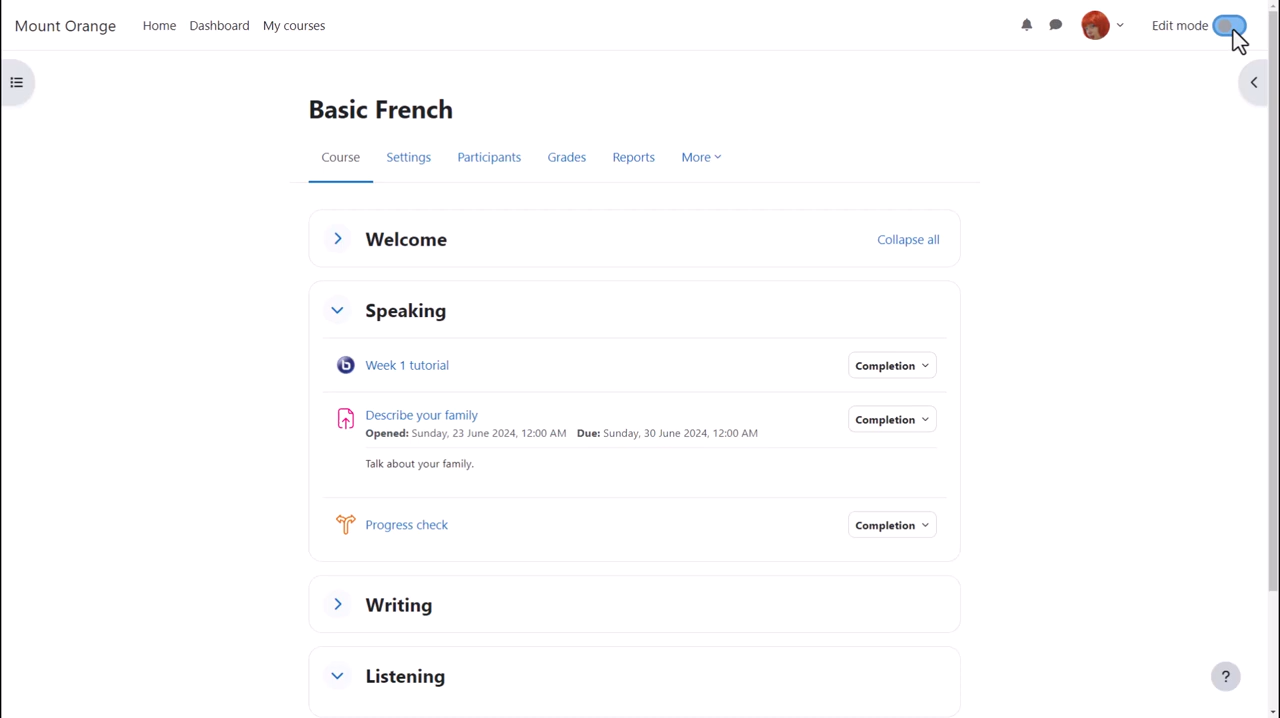 Mount Orange Home Dashboard My courses Edit mode
Basic French
Course Settings Participants Grades Reports More
Welcome Collapse all
Speaking
Week 1 tutorial Completion
Describe your family Completion
Opened: Sunday, 23 June 2024, 12:00 AM Due: Sunday, 30 June 2024, 12:00 AM
Talk about your family.
Progress check Completion
Writing
Listening
?